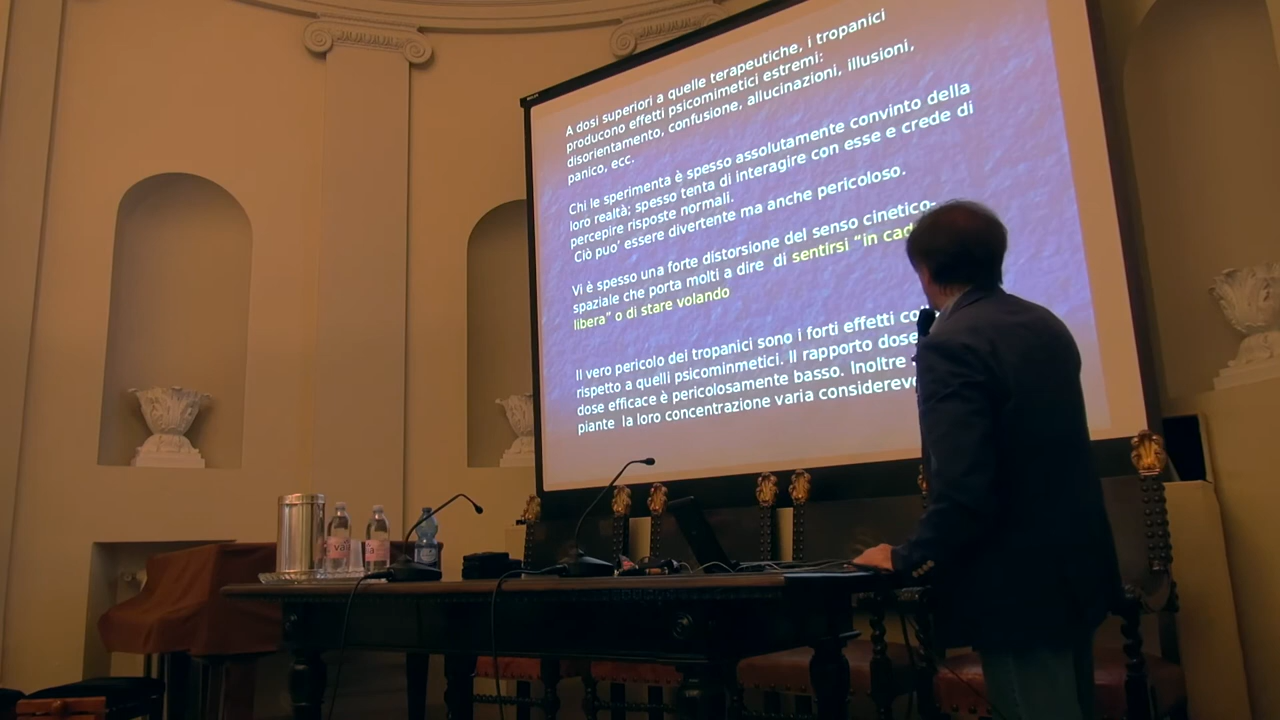 A dosi superiori a quelle terapeutiche, i tropanici
producono effetti psicomimetici estremi:
disorientamento, confusione, allucinazioni, illusioni,
panico, ecc.
Chi le sperimenta è spesso assolutamente convinto della
loro realtà; spesso tenta di interagire con esse e crede di
percepire risposte normali.
Ciò puo' essere divertente ma anche pericoloso.
Vi è spesso una forte distorsione del senso cinetico-
spaziale che porta molti a dire di sentirsi "in cad
libera" o di stare volando
Il vero pericolo dei tropanici sono i forti effetti co
rispetto a quelli psicominmetici. Il rapporto dose
dose efficace è pericolosamente basso. Inoltre
piante la loro concentrazione varia considerevo